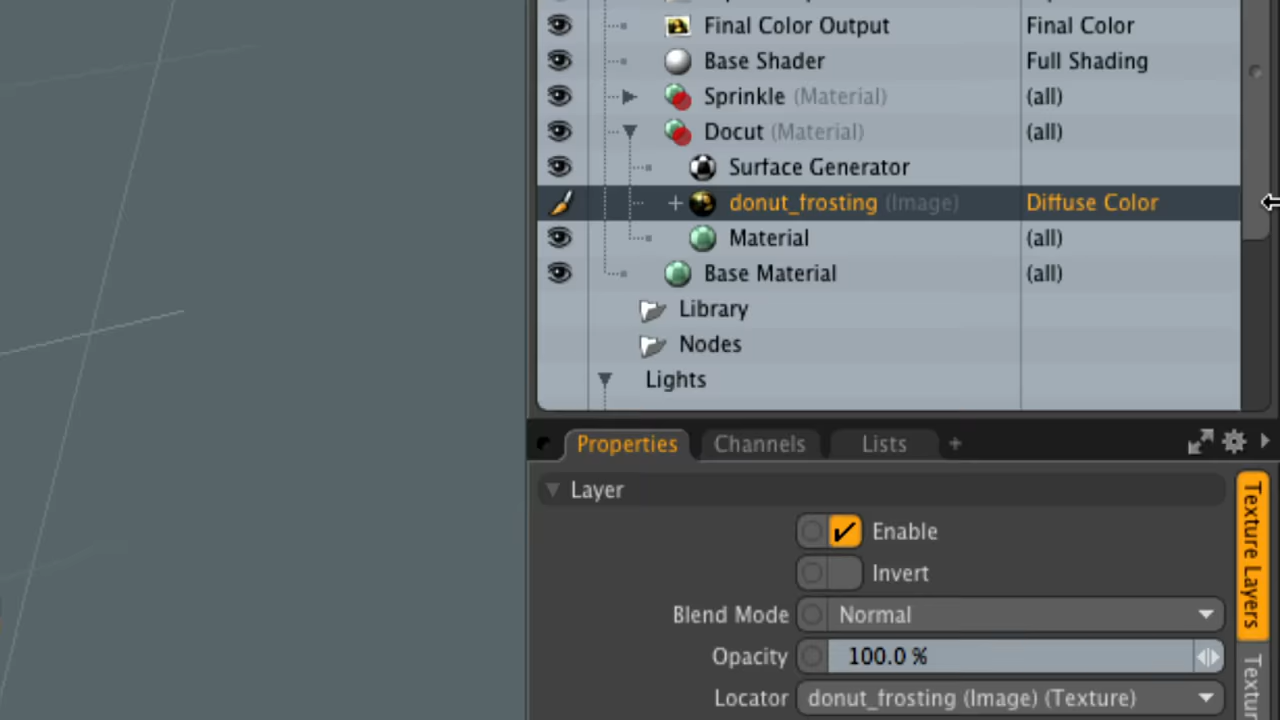 Final Color Output Final Color
Base Shader Full Shading
Sprinkle (Material) (all)
Docut (Material) (all)
Surface Generator
donut_frosting (Image) Diffuse Color
Material (all)
Base Material (all)
Library
Nodes
Lights
Properties Channels Lists +
Layer
Enable
Invert
Blend Mode Normal
Opacity 100.0 %
Locator donut_frosting (Image) (Texture)
Texture Layers